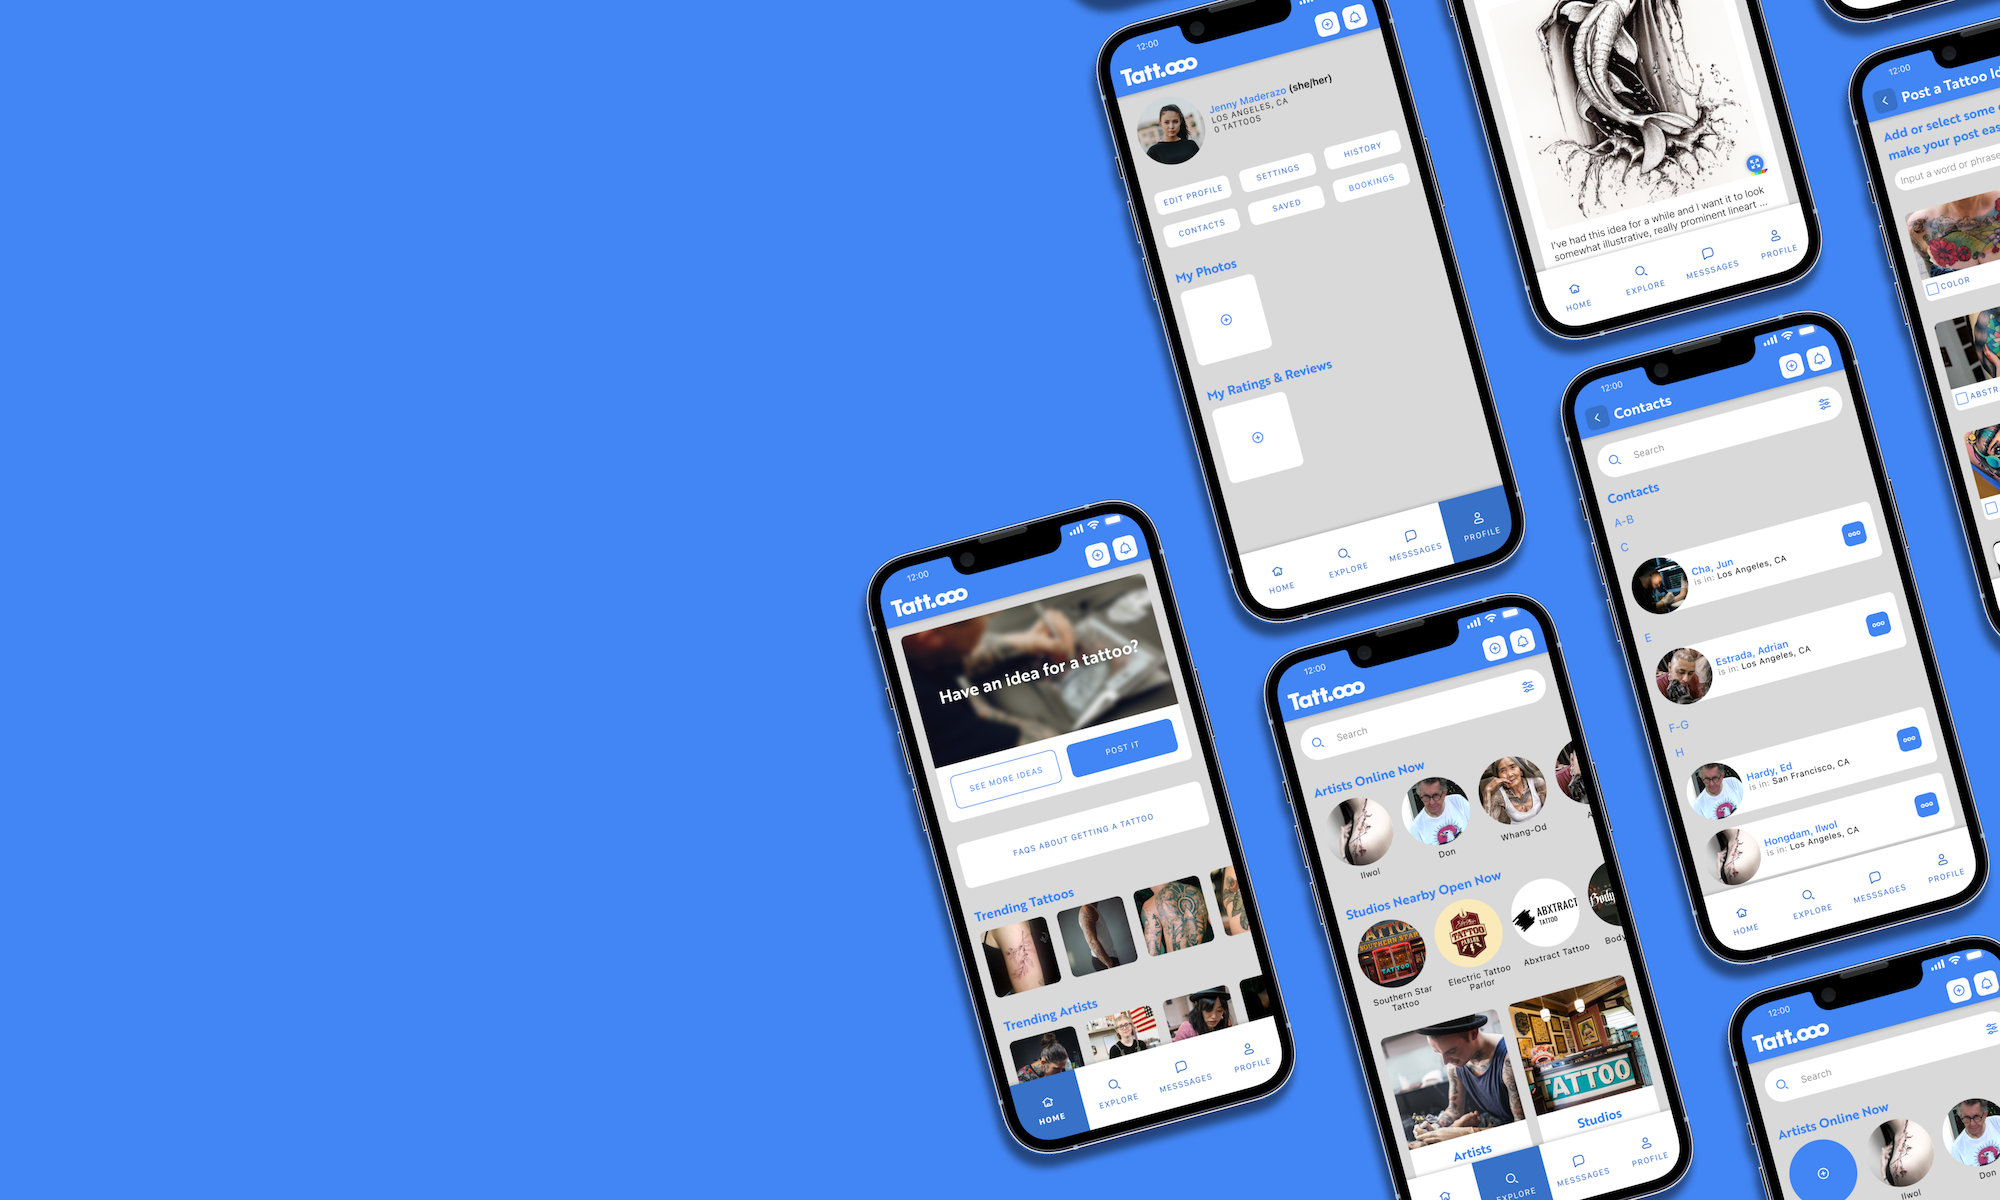 12:00
Tatt.ooo
Jenny Maderazo (she/her)
LOS ANGELES, CA
0 TATTOOS
EDIT PROFILE
SETTINGS
HISTORY
CONTACTS
SAVED
BOOKINGS
My Photos
My Ratings & Reviews
HOME
EXPLORE
MESSSAGES
PROFILE
I've had this idea for a while and I want it to look
somewhat illustrative, really prominent lineart ...
HOME
EXPLORE
MESSSAGES
PROFILE
12:00
Post a Tattoo Id
Add or select some
make your post eas
Input a word or phrase
COLOR
ABSTR
12:00
Contacts
Search
Contacts
A-B
C
Cha, Jun
is in: Los Angeles, CA
E
Estrada, Adrian
is in: Los Angeles, CA
F-G
H
Hardy, Ed
is in: San Francisco, CA
Hongdam, Ilwol
is in: Los Angeles, CA
HOME
EXPLORE
MESSSAGES
PROFILE
12:00
Tatt.ooo
Have an idea for a tattoo?
SEE MORE IDEAS
POST IT
FAQS ABOUT GETTING A TATTOO
Trending Tattoos
Trending Artists
HOME
EXPLORE
MESSSAGES
PROFILE
12:00
Tatt.ooo
Search
Artists Online Now
Ilwol
Don
Whang-Od
A
Studios Nearby Open Now
SOUTHERN STAR
TATTOO
TATTOO
PARLOR
ABXTRACT
TATTOO
Body
Southern Star
Tattoo
Electric Tattoo
Parlor
Abxtract Tattoo
Body
TATTOO
Artists
Studios
EXPLORE
MESSSAGES
PROFILE
12:00
Tatt.ooo
Search
Artists Online Now
Ilwol
Don